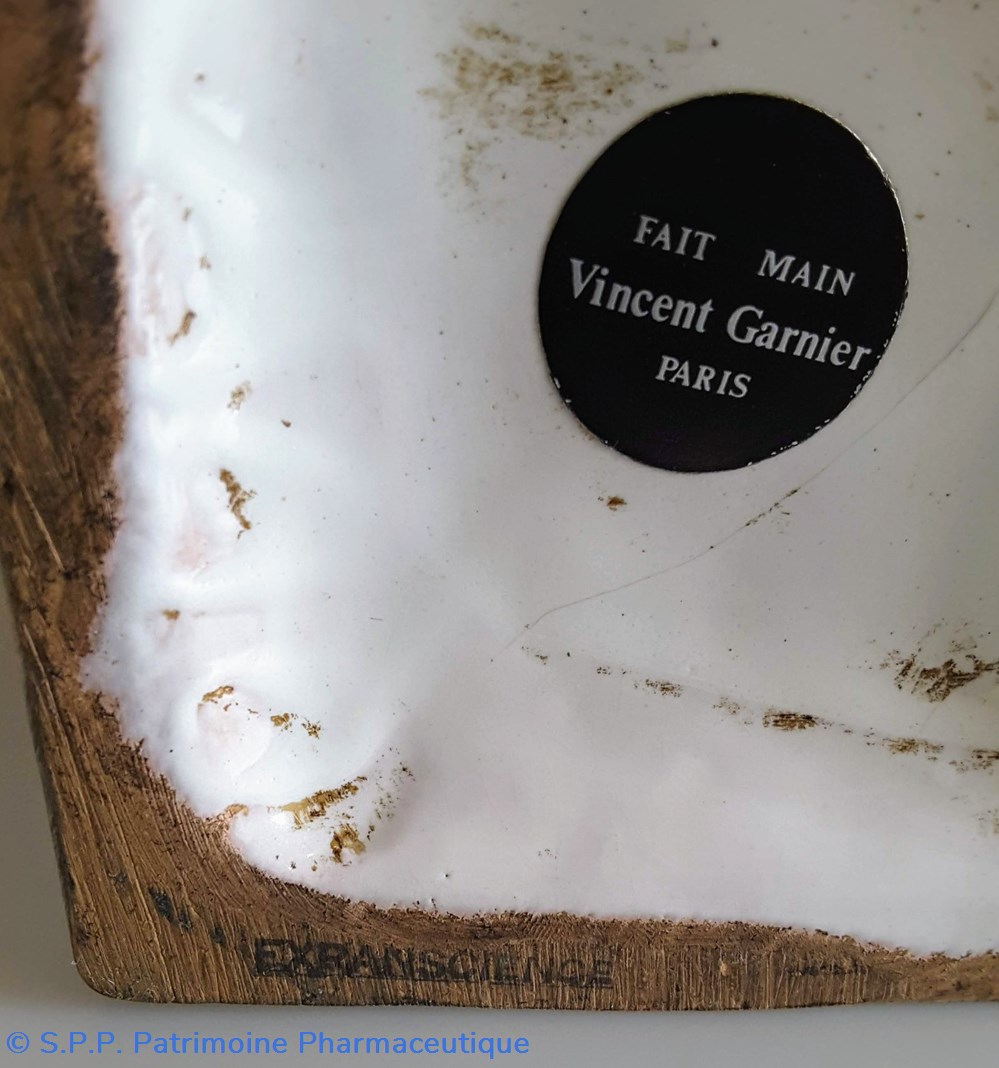 FAIT MAIN
Vincent Garnier
PARIS
EXPANSCIENCE
© S.P.P. Patrimoine Pharmaceutique